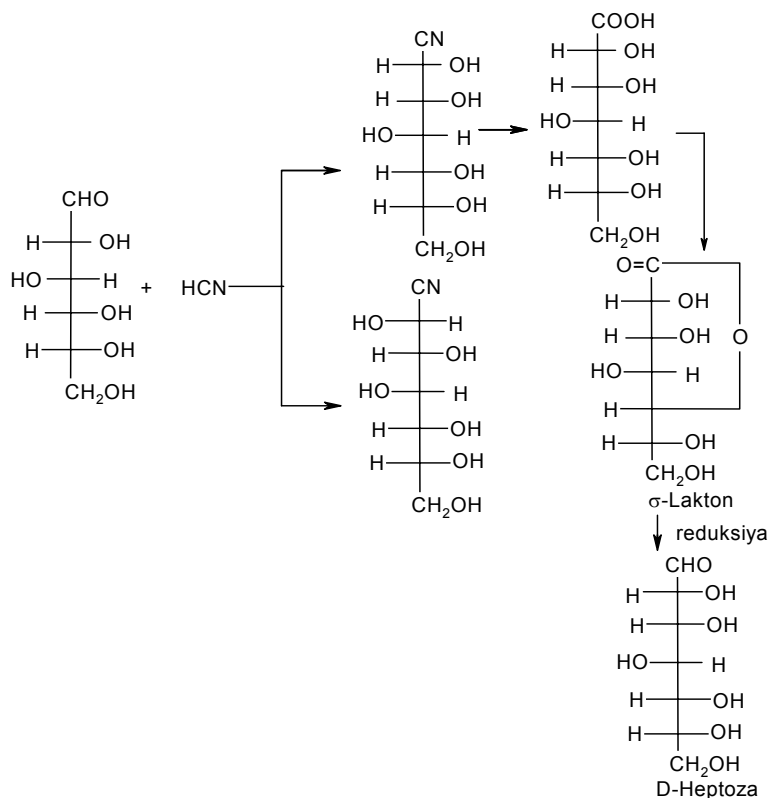 CHO
H OH
HO H
H OH
H OH
CH2OH
+
HCN
CN
H OH
H OH
HO H
H OH
H OH
CH2OH
CN
HO H
H OH
HO H
H OH
H OH
CH2OH
COOH
H OH
H OH
HO H
H OH
H OH
CH2OH
O=C
H OH
H OH
O
HO H
H
H OH
CH2OH
σ-Lakton
reduksiya
CHO
H OH
H OH
HO H
H OH
H OH
CH2OH
D-Heptoza